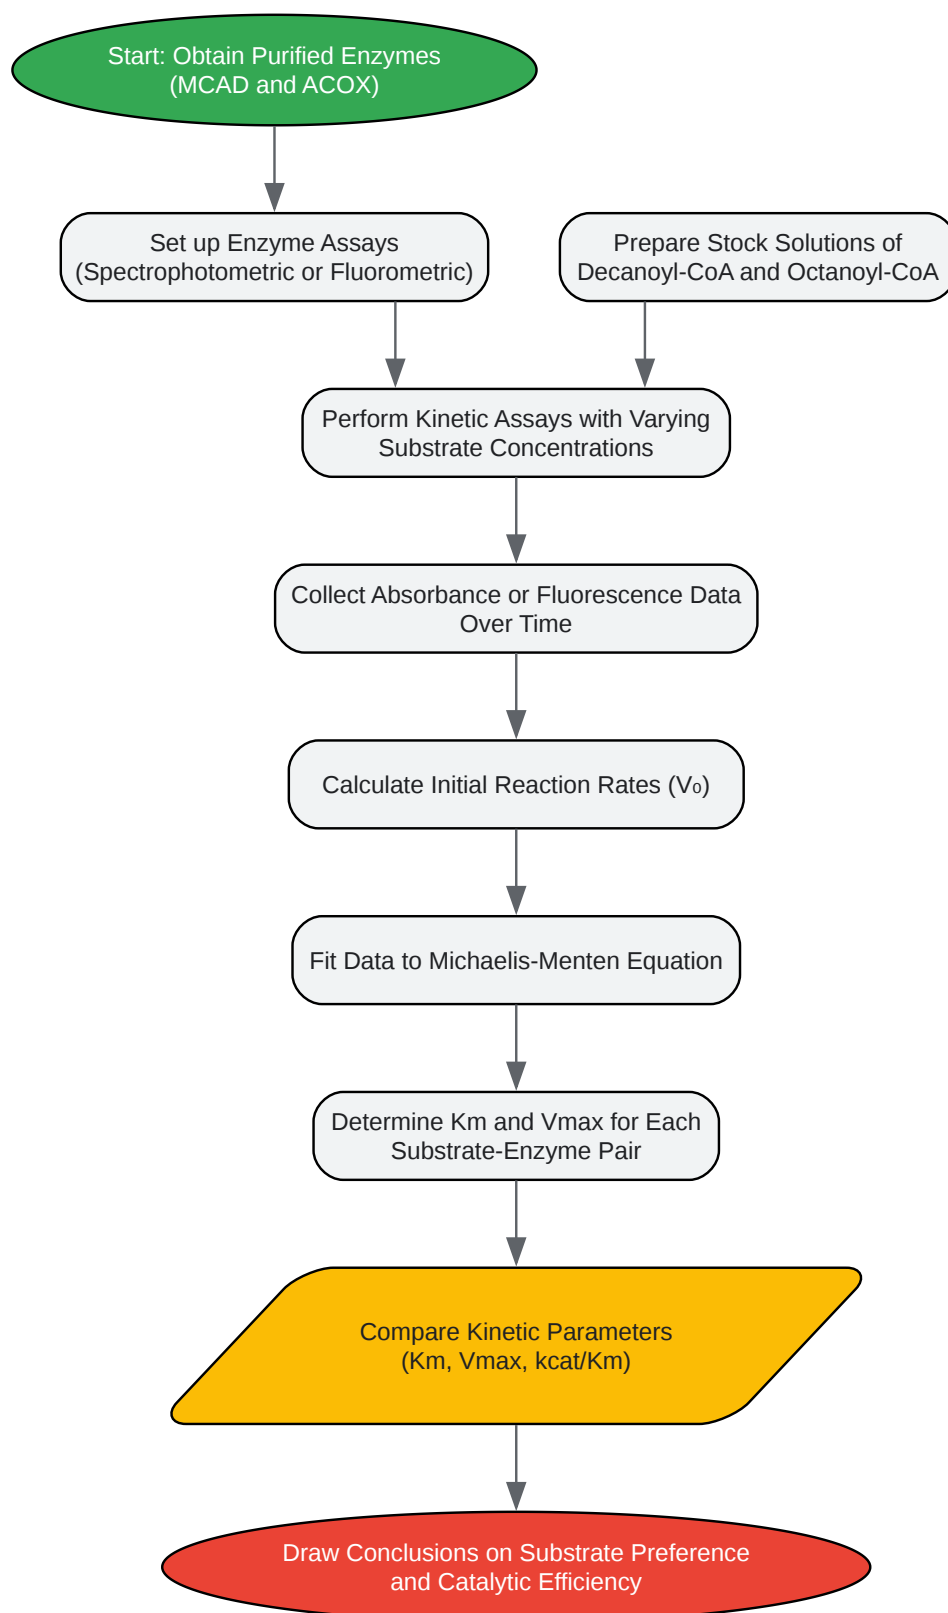 Start: Obtain Purified Enzymes
(MCAD and ACOX)
Set up Enzyme Assays
(Spectrophotometric or Fluorometric)
Prepare Stock Solutions of
Decanoyl-CoA and Octanoyl-CoA
Perform Kinetic Assays with Varying
Substrate Concentrations
Collect Absorbance or Fluorescence Data
Over Time
Calculate Initial Reaction Rates (V₀)
Fit Data to Michaelis-Menten Equation
Determine Km and Vmax for Each
Substrate-Enzyme Pair
Compare Kinetic Parameters
(Km, Vmax, kcat/Km)
Draw Conclusions on Substrate Preference
and Catalytic Efficiency